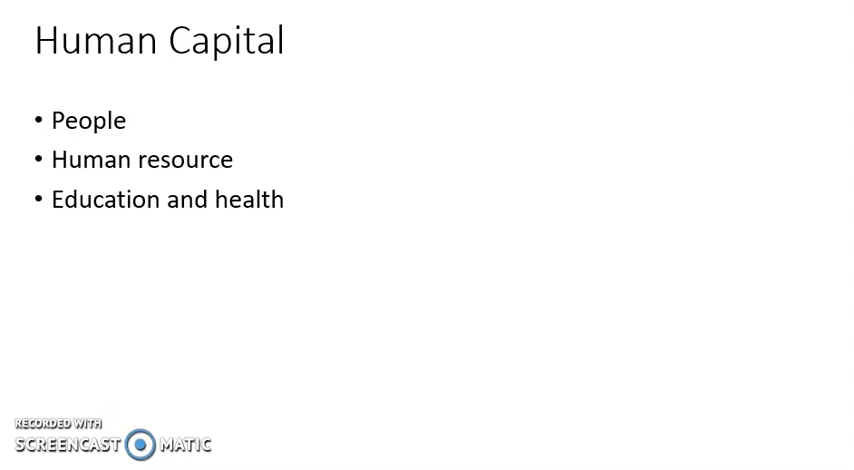 Human Capital
• People
• Human resource
• Education and health
RECORDED WITH
SCREENCAST MATIC